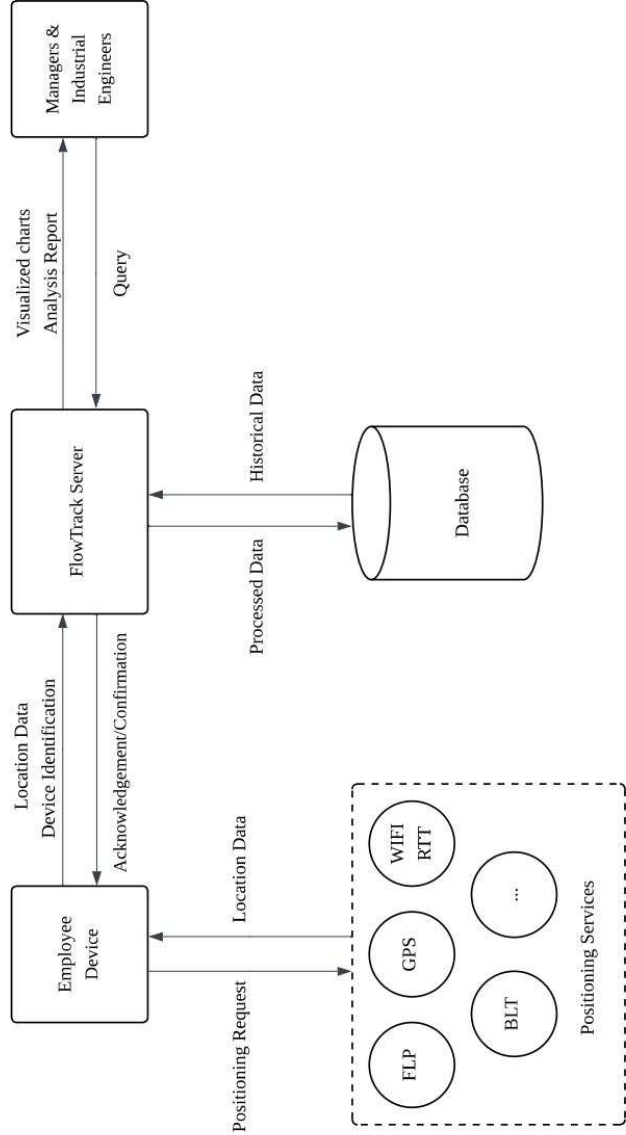 Employee
Device
Location Data
Device Identification
Acknowledgement/Confirmation
FlowTrack Server
Visualized charts
Analysis Report
Query
Managers &
Industrial
Engineers
Positioning Request
Location Data
Processed Data
Historical Data
FLP
GPS
WIFI
RTT
BLT
...
Positioning Services
Database